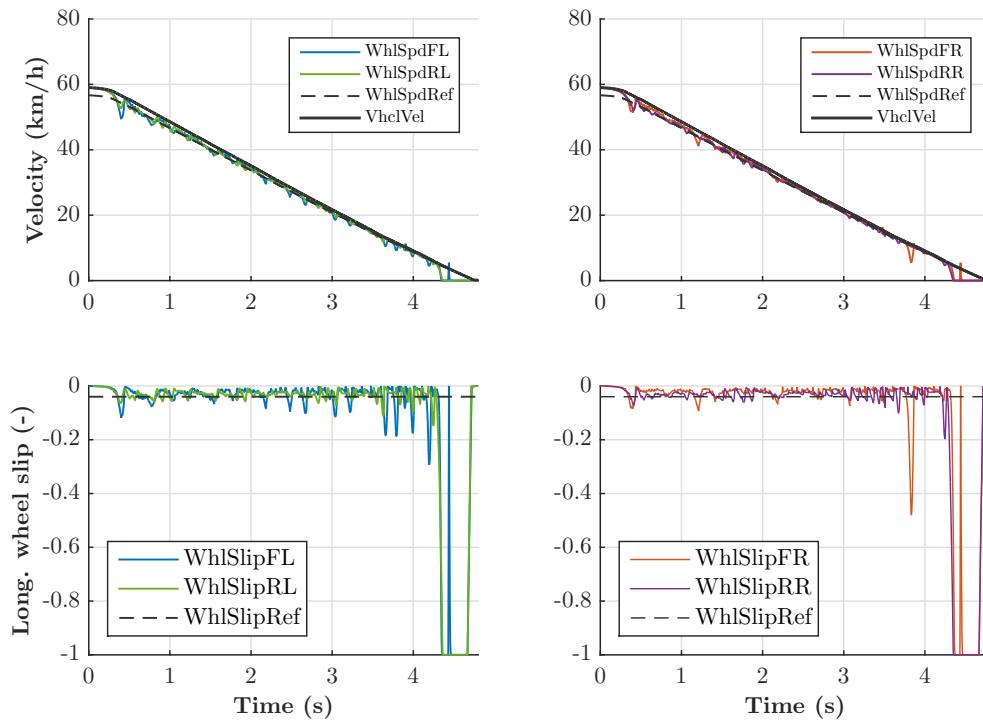 Velocity (km/h)
80
60
40
20
0
0 1 2 3 4
WhlSpdFL
WhlSpdRL
WhlSpdRef
VhclVel
80
60
40
20
0
0 1 2 3 4
WhlSpdFR
WhlSpdRR
WhlSpdRef
VhclVel
Long. wheel slip (-)
0
-0.2
-0.4
-0.6
-0.8
-1
0 1 2 3 4
Time (s)
WhlSlipFL
WhlSlipRL
WhlSlipRef
0
-0.2
-0.4
-0.6
-0.8
-1
0 1 2 3 4
Time (s)
WhlSlipFR
WhlSlipRR
WhlSlipRef